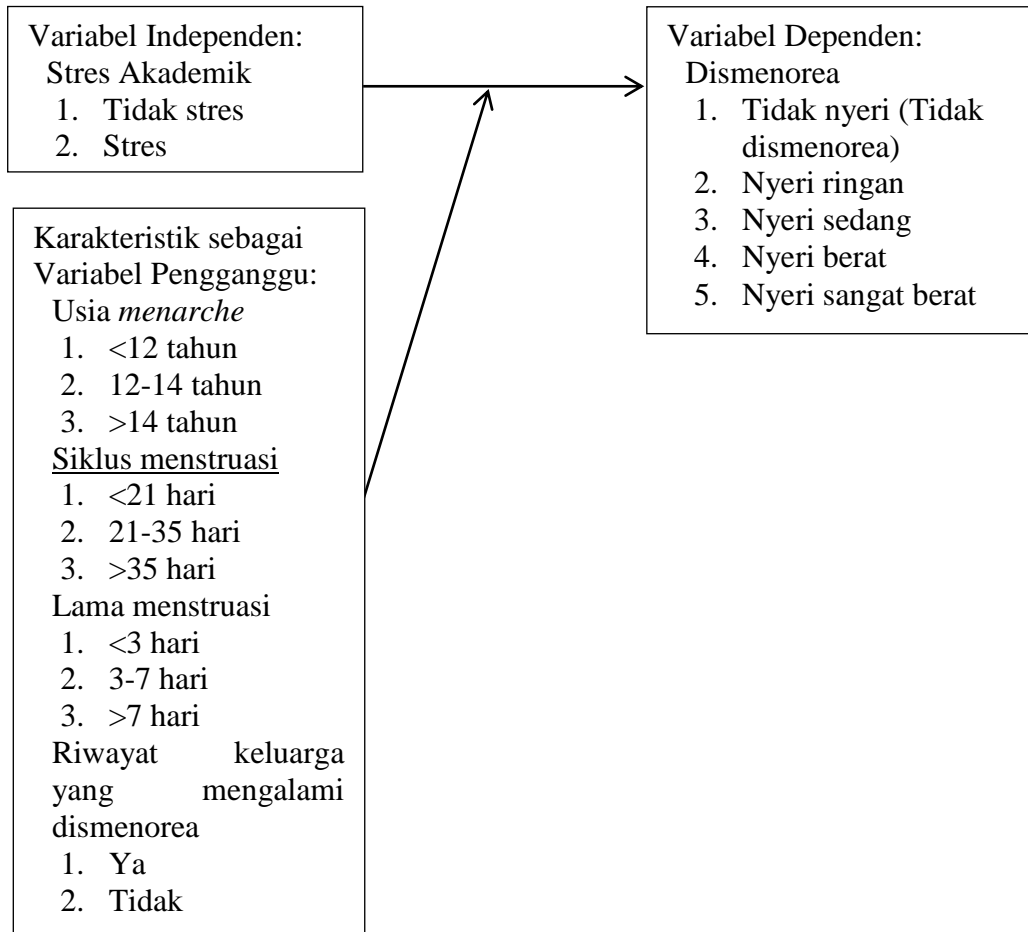 Variabel Independen:
Stres Akademik
1. Tidak stres
2. Stres
Variabel Dependen:
Dismenorea
1. Tidak nyeri (Tidak
dismenorea)
2. Nyeri ringan
3. Nyeri sedang
4. Nyeri berat
5. Nyeri sangat berat
Karakteristik sebagai
Variabel Pengganggu:
Usia menarche
1. <12 tahun
2. 12-14 tahun
3. >14 tahun
Siklus menstruasi
1. <21 hari
2. 21-35 hari
3. >35 hari
Lama menstruasi
1. <3 hari
2. 3-7 hari
3. >7 hari
Riwayat keluarga
yang mengalami
dismenorea
1. Ya
2. Tidak